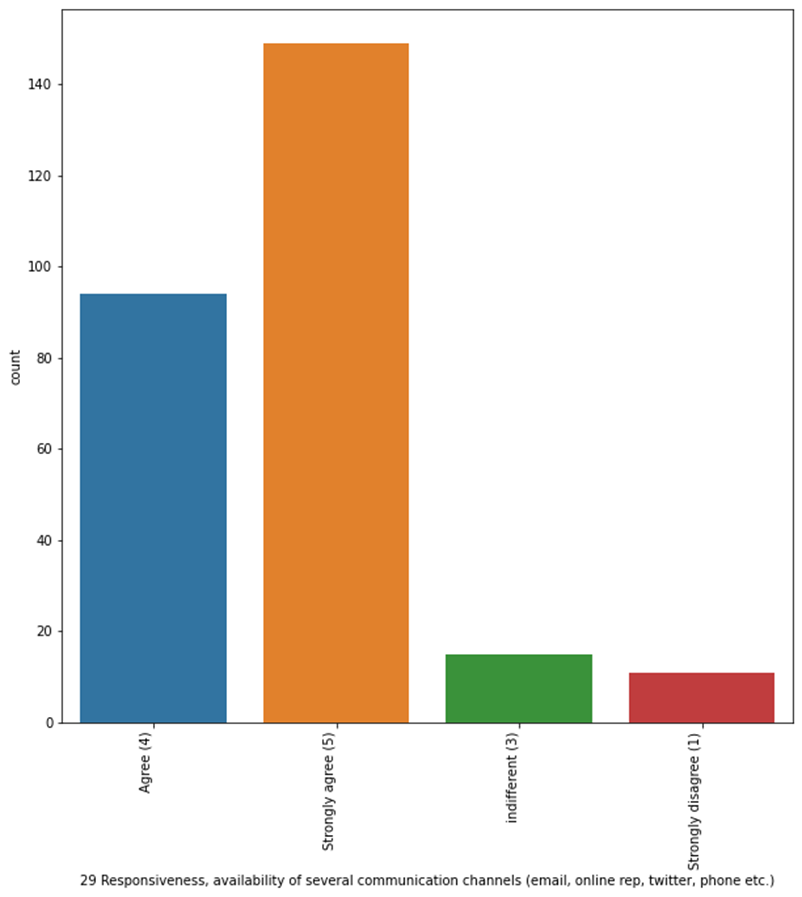 140
120
100
80
60
40
20
0
count
Agree (4)
Strongly agree (5)
indifferent (3)
Strongly disagree (1)
29 Responsiveness, availability of several communication channels (email, online rep, twitter, phone etc.)